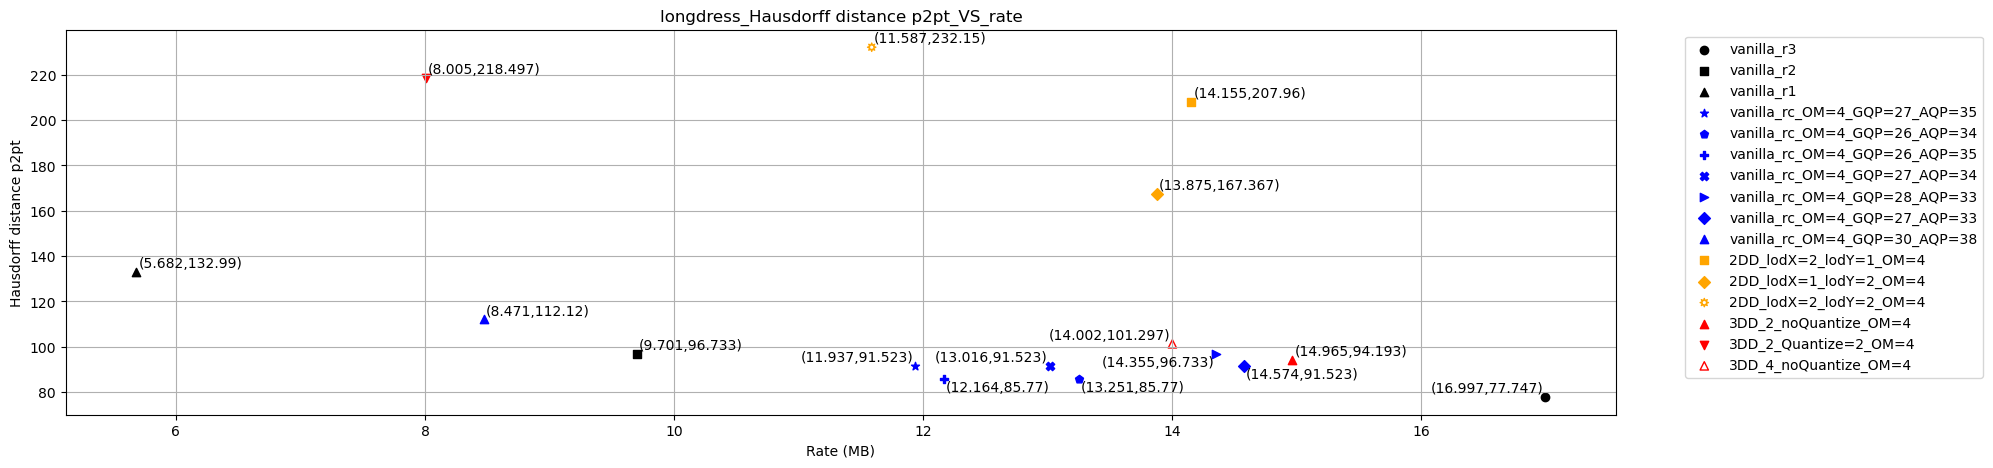 longdress_Hausdorff distance p2pt_VS_rate
(11.587,232.15)
(8.005,218.497)
(14.155,207.96)
(13.875,167.367)
(5.682,132.99)
(8.471,112.12)
(9.701,96.733)
(14.002,101.297)
(11.937,91.523)
(13.016,91.523)
(14.355,96.733)
(14.965,94.193)
(12.164,85.77)
(13.251,85.77)
(14.574,91.523)
(16.997,77.747)
220
200
180
160
140
120
100
80
Hausdorff distance p2pt
6 8 10 12 14 16
Rate (MB)
vanilla_r3
vanilla_r2
vanilla_r1
vanilla_rc_OM=4_GQP=27_AQP=35
vanilla_rc_OM=4_GQP=26_AQP=34
vanilla_rc_OM=4_GQP=26_AQP=35
vanilla_rc_OM=4_GQP=27_AQP=34
vanilla_rc_OM=4_GQP=28_AQP=33
vanilla_rc_OM=4_GQP=27_AQP=33
vanilla_rc_OM=4_GQP=30_AQP=38
2DD_lodX=2_lodY=1_OM=4
2DD_lodX=1_lodY=2_OM=4
2DD_lodX=2_lodY=2_OM=4
3DD_2_noQuantize_OM=4
3DD_2_Quantize=2_OM=4
3DD_4_noQuantize_OM=4